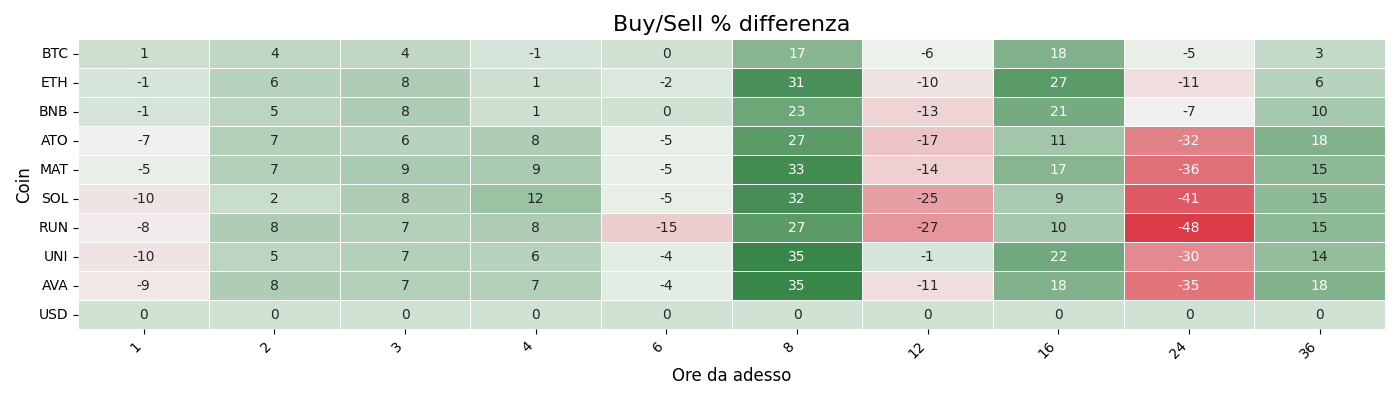 Buy/Sell % differenza
Coin
BTC 1 4 4 -1 0 17 -6 18 -5 3
ETH -1 6 8 1 -2 31 -10 27 -11 6
BNB -1 5 8 1 0 23 -13 21 -7 10
ATO -7 7 6 8 -5 27 -17 11 -32 18
MAT -5 7 9 9 -5 33 -14 17 -36 15
SOL -10 2 8 12 -5 32 -25 9 -41 15
RUN -8 8 7 8 -15 27 -27 10 -48 15
UNI -10 5 7 6 -4 35 -1 22 -30 14
AVA -9 8 7 7 -4 35 -11 18 -35 18
USD 0 0 0 0 0 0 0 0 0 0
1 2 3 4 6 8 12 16 24 36
Ore da adesso